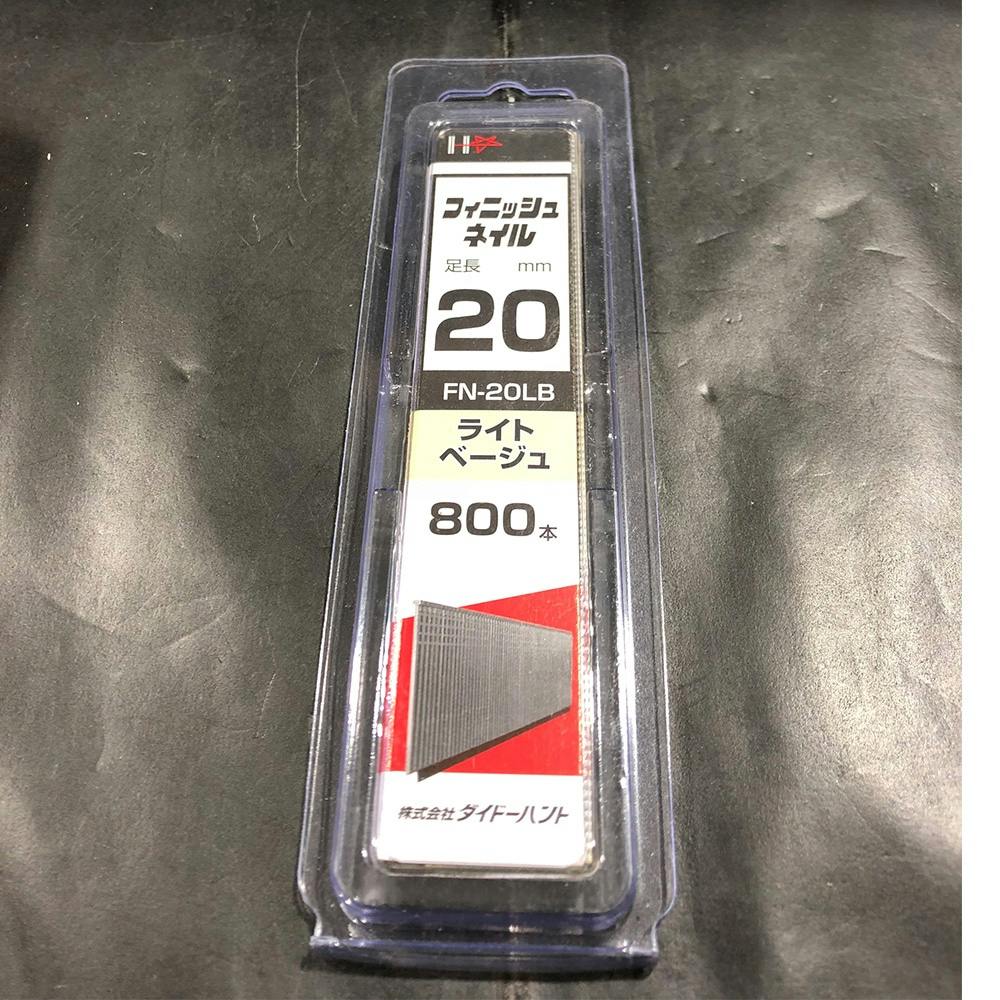 H
フィニッシュ
ネイル
足長 mm
20
FN-20LB
ライト
ベージュ
800本
株式会社 ダイドーハント